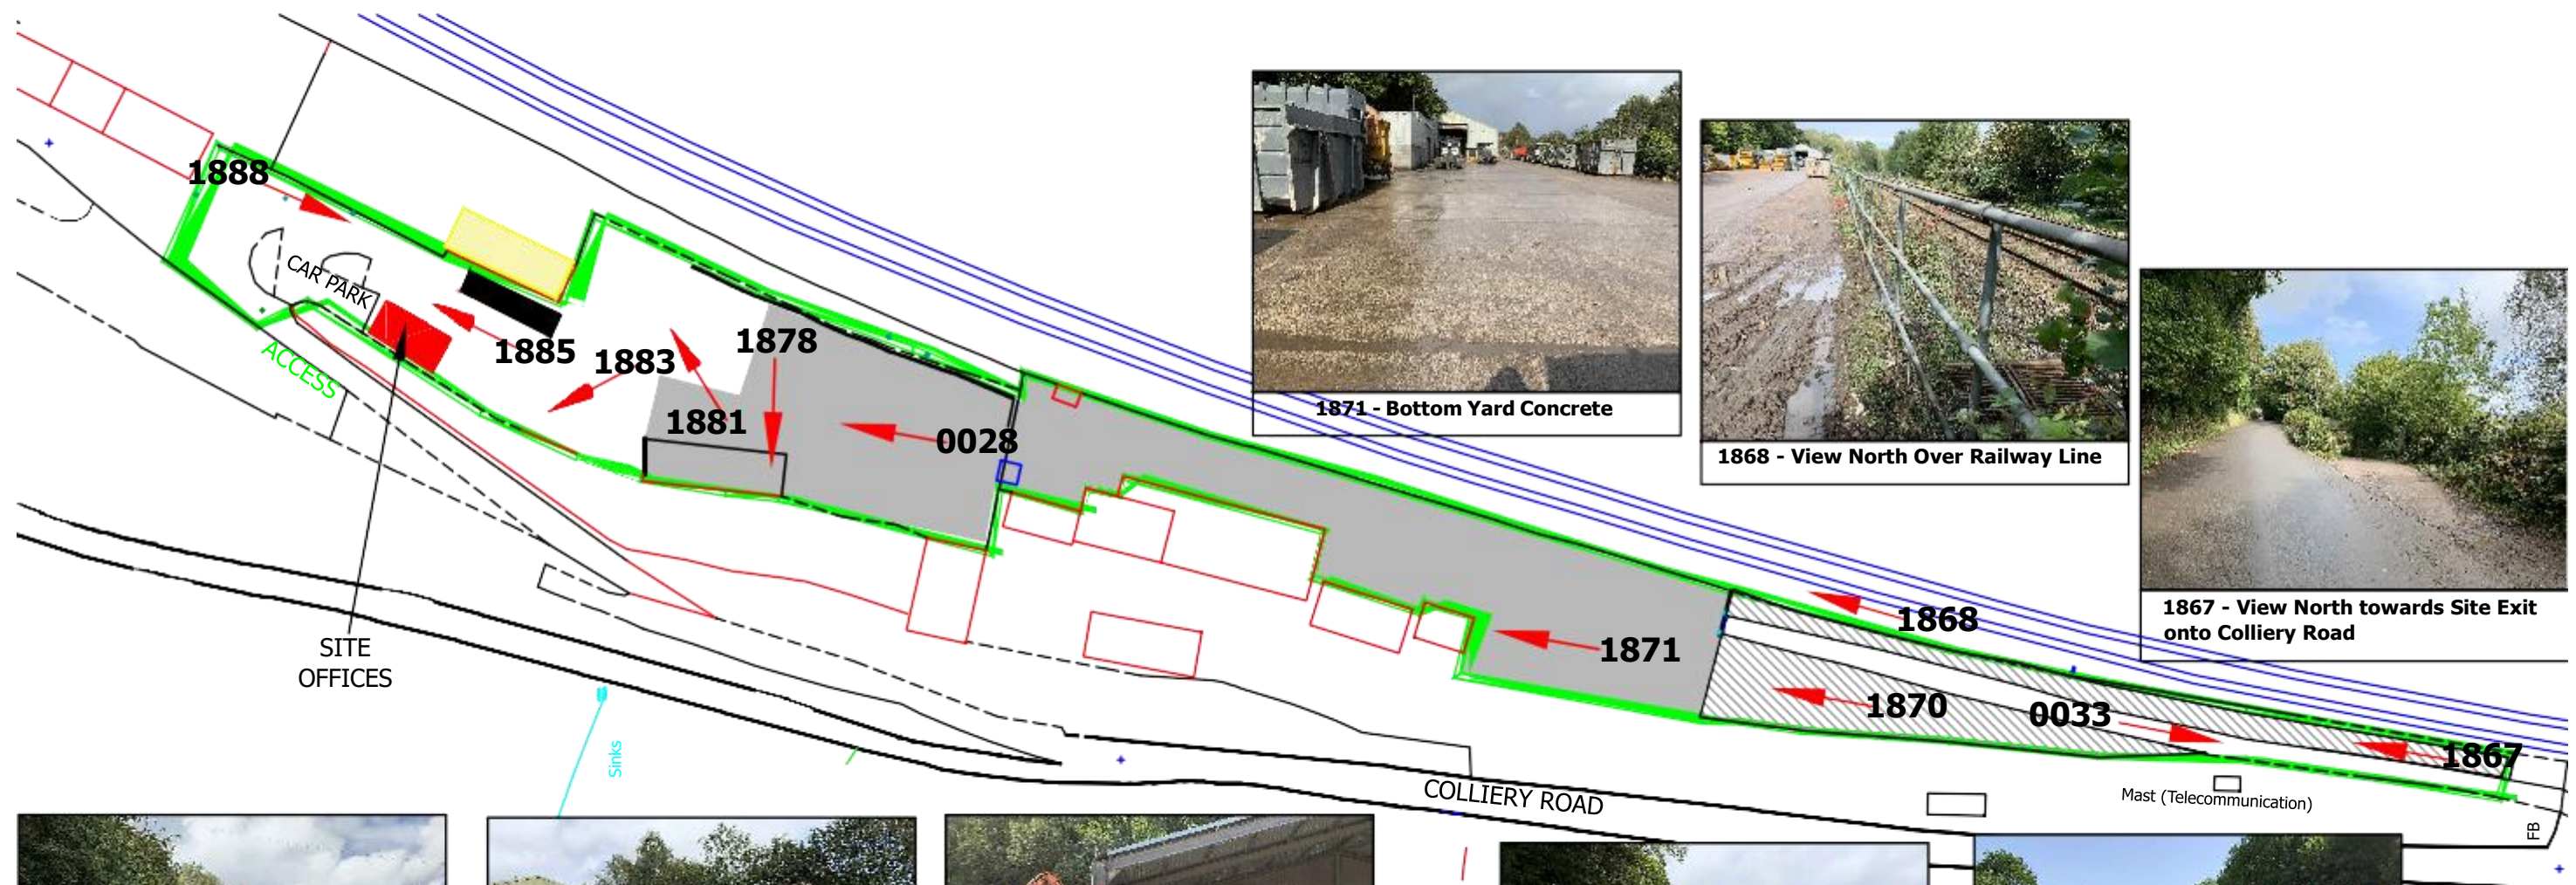 1888
CAR PARK
ACCESS
1885
1883
1878
1881
0028
SITE
OFFICES
Sinks
1871 - Bottom Yard Concrete
1868 - View North Over Railway Line
1867 - View North towards Site Exit
onto Colliery Road
1868
1871
1870
0033
1867
COLLIERY ROAD
Mast (Telecommunication)
FB